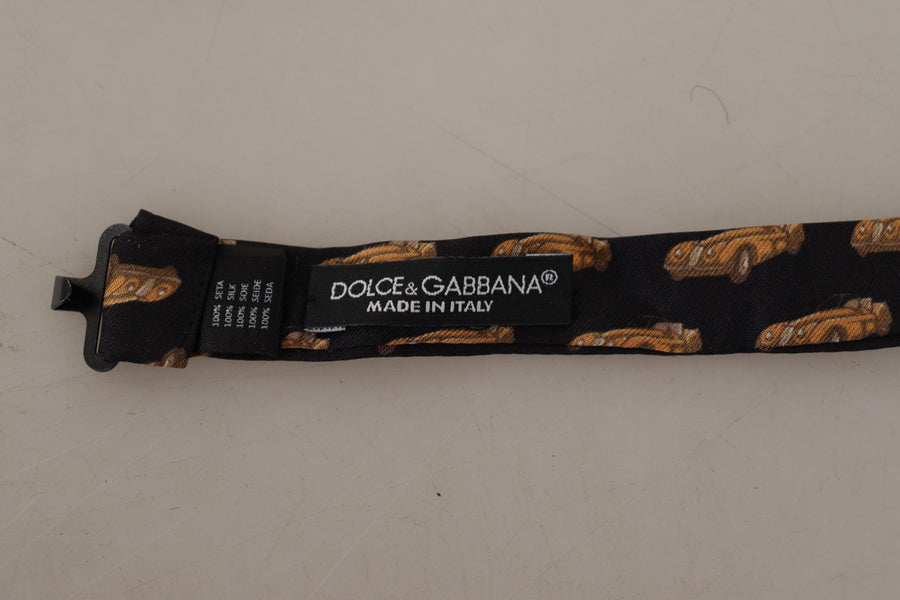 100% SETA
100% SILK
100% SOIE
100% SEIDE
100% SEDA
DOLCE & GABBANA®
MADE IN ITALY